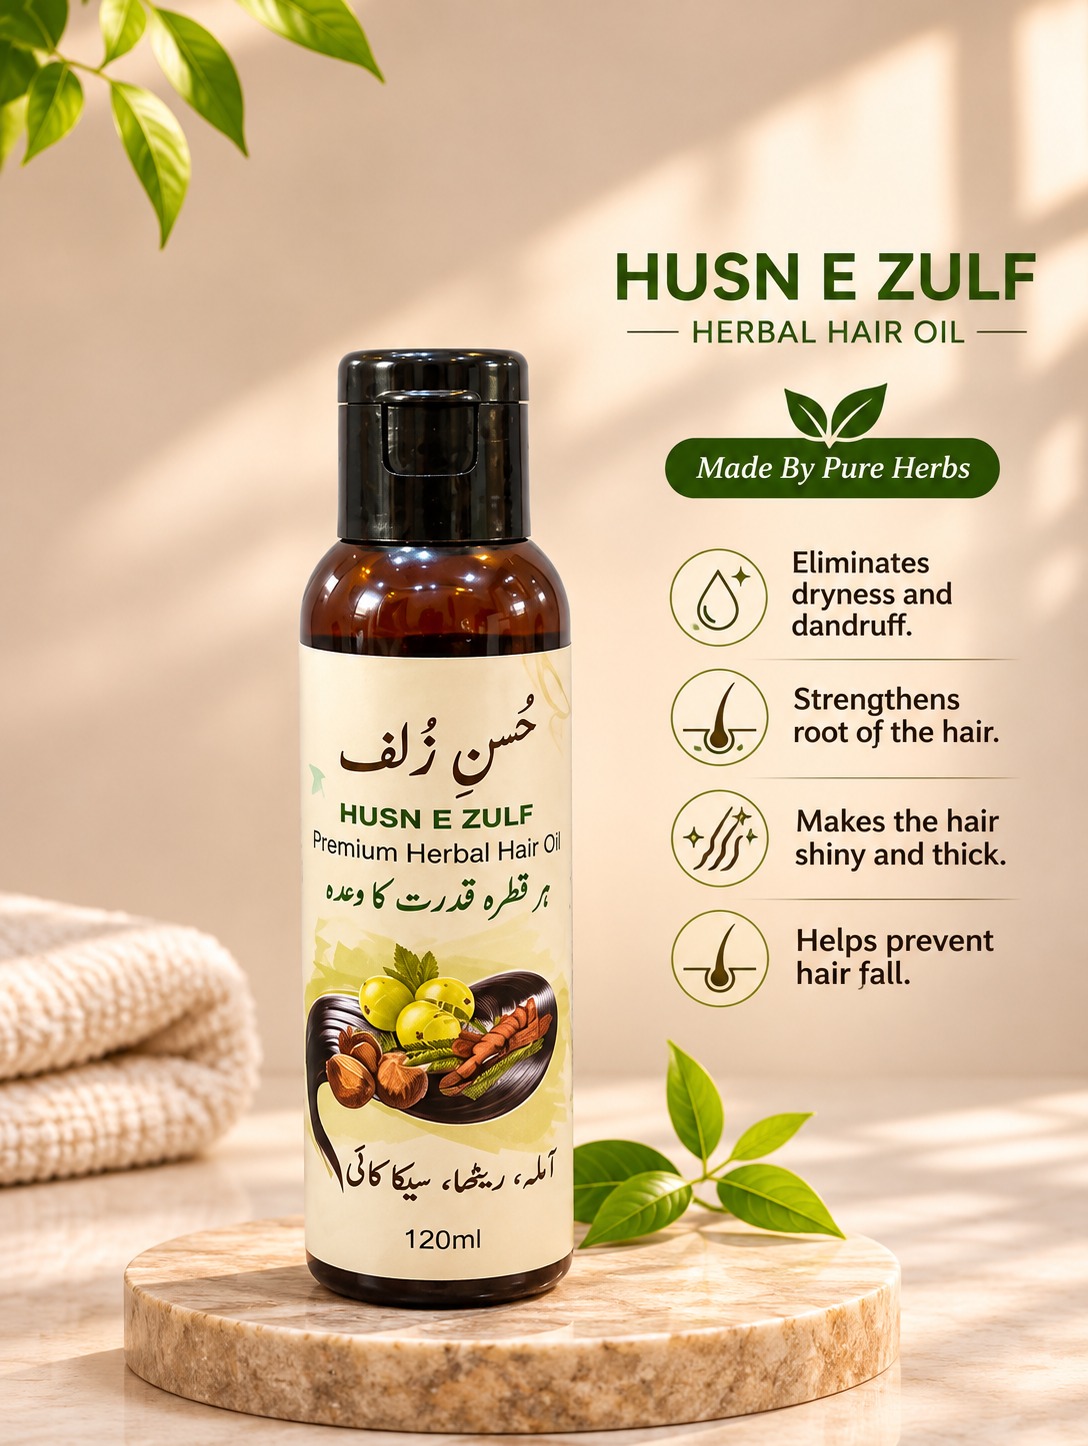 HUSN E ZULF
HERBAL HAIR OIL
Made By Pure Herbs
Eliminates
dryness and
dandruff.
Strengthens
root of the hair.
Makes the hair
shiny and thick.
Helps prevent
hair fall.
حُسنِ زُلف
HUSN E ZULF
Premium Herbal Hair Oil
ہر قطرہ قدرت کا وعدہ
آملہ، ریٹھا، سیکا کائی
120ml